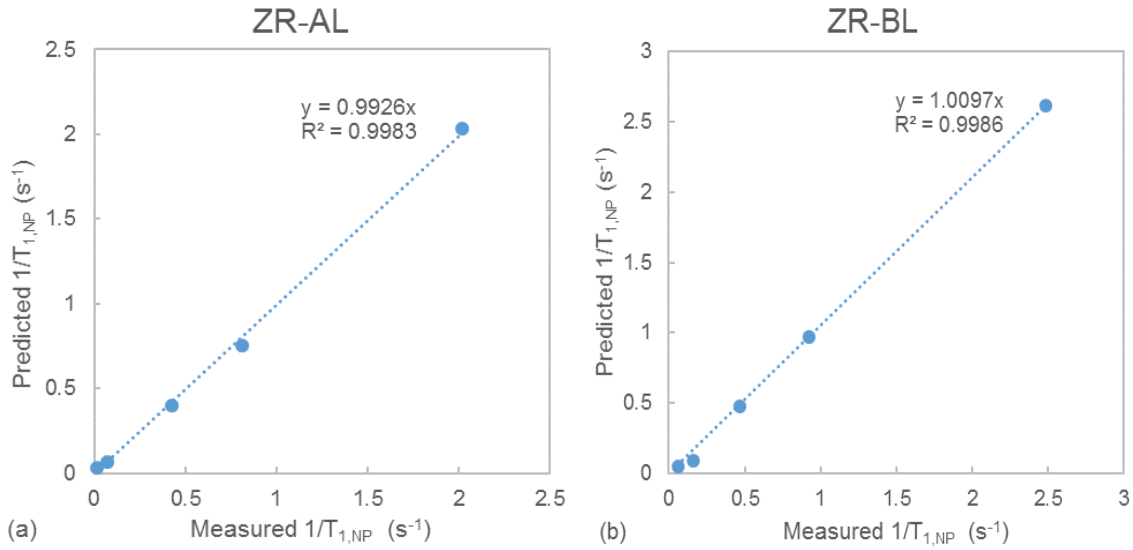 ZR-AL
2.5
2
1.5
1
0.5
0
y = 0.9926x
R² = 0.9983
Predicted 1/T₁,NP (s⁻¹)
0 0.5 1 1.5 2 2.5
(a) Measured 1/T₁,NP (s⁻¹)
ZR-BL
3
2.5
2
1.5
1
0.5
0
y = 1.0097x
R² = 0.9986
Predicted 1/T₁,NP (s⁻¹)
0 0.5 1 1.5 2 2.5 3
(b) Measured 1/T₁,NP (s⁻¹)